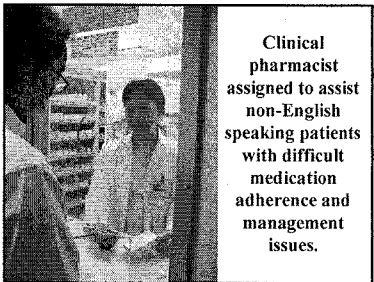 Clinical
pharmacist
assigned to assist
non-English
speaking patients
with difficult
medication
adherence and
management
issues.